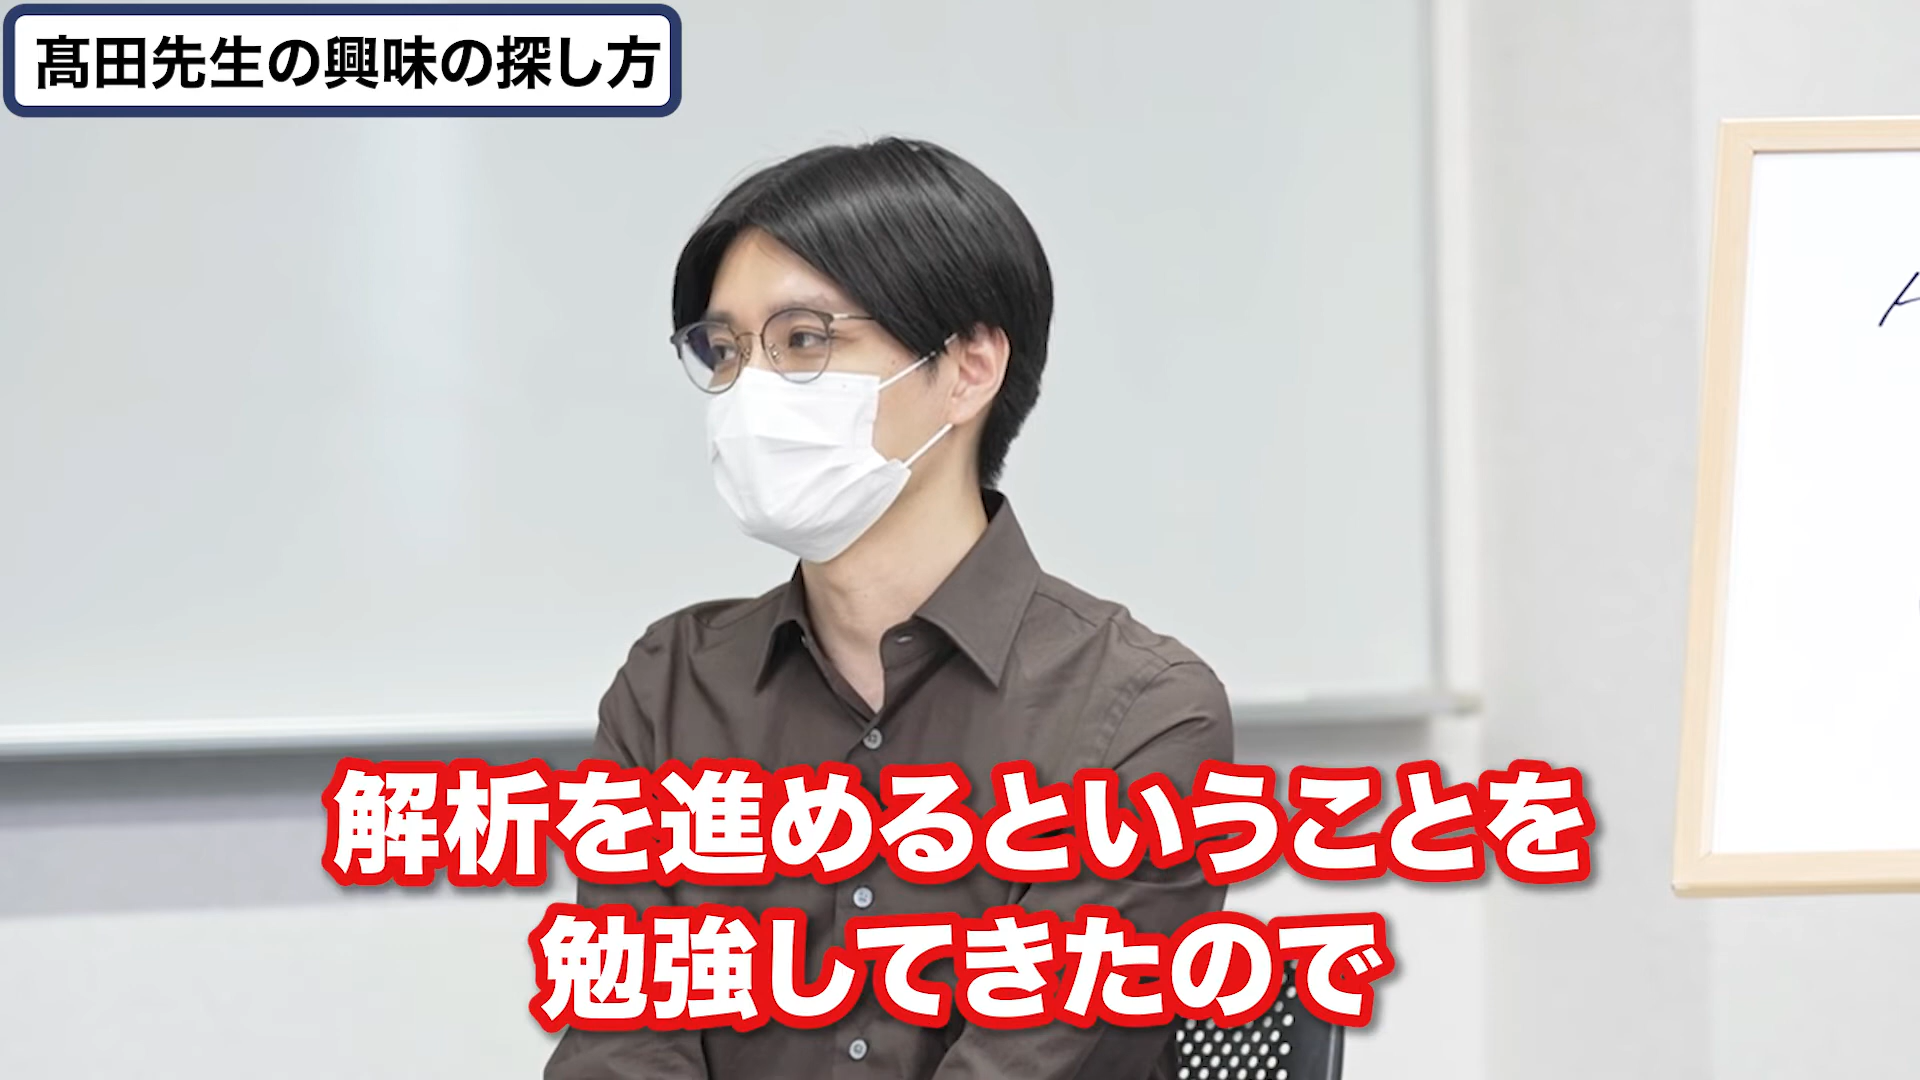 髙田先生の興味の探し方
解析を進めるということを
勉強してきたので